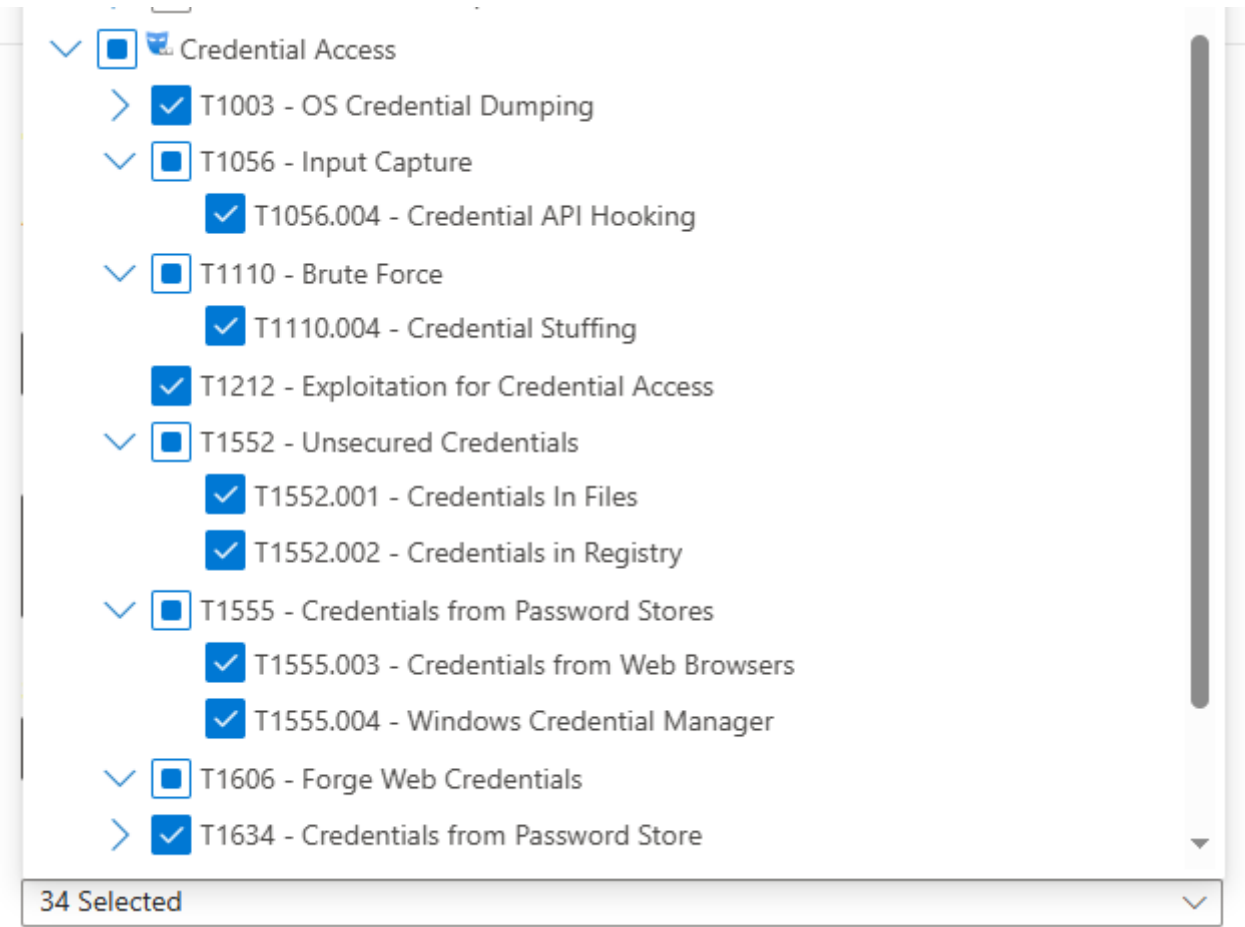 Credential Access
T1003 - OS Credential Dumping
T1056 - Input Capture
T1056.004 - Credential API Hooking
T1110 - Brute Force
T1110.004 - Credential Stuffing
T1212 - Exploitation for Credential Access
T1552 - Unsecured Credentials
T1552.001 - Credentials In Files
T1552.002 - Credentials in Registry
T1555 - Credentials from Password Stores
T1555.003 - Credentials from Web Browsers
T1555.004 - Windows Credential Manager
T1606 - Forge Web Credentials
T1634 - Credentials from Password Store
34 Selected